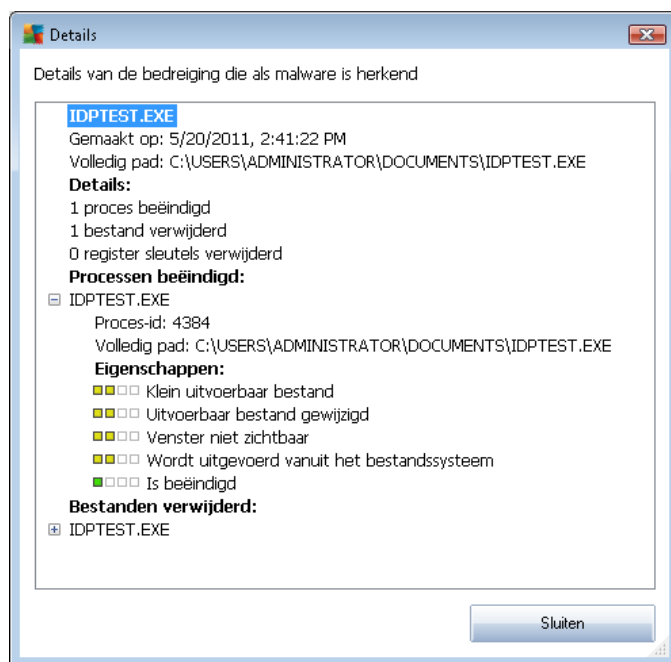 Details
Details van de bedreiging die als malware is herkend
IDPTEST.EXE
Gemaakt op: 5/20/2011, 2:41:22 PM
Volledig pad: C:\USERS\ADMINISTRATOR\DOCUMENTS\IDPTEST.EXE
Details:
1 proces beëindigd
1 bestand verwijderd
0 register sleutels verwijderd
Processen beëindigd:
IDPTEST.EXE
Proces-id: 4384
Volledig pad: C:\USERS\ADMINISTRATOR\DOCUMENTS\IDPTEST.EXE
Eigenschappen:
Klein uitvoerbaar bestand
Uitvoerbaar bestand gewijzigd
Venster niet zichtbaar
Wordt uitgevoerd vanuit het bestandssysteem
Is beëindigd
Bestanden verwijderd:
IDPTEST.EXE
Sluiten